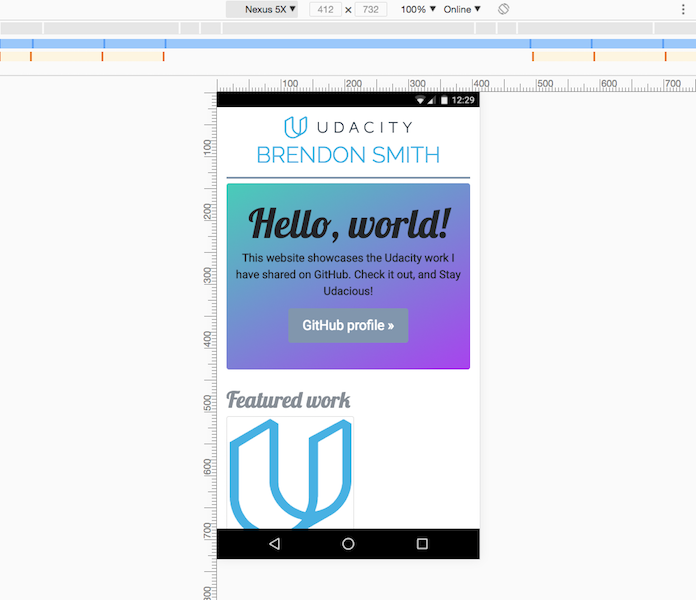 Nexus 5X ▼ 412 × 732 100% ▼ Online ▼
100 200 300 400 500 600 700
12:29
UDACITY
BRENDON SMITH
Hello, world!
This website showcases the Udacity work I
have shared on GitHub. Check it out, and Stay
Udacious!
GitHub profile »
Featured work
100
200
300
400
500
600
700
800